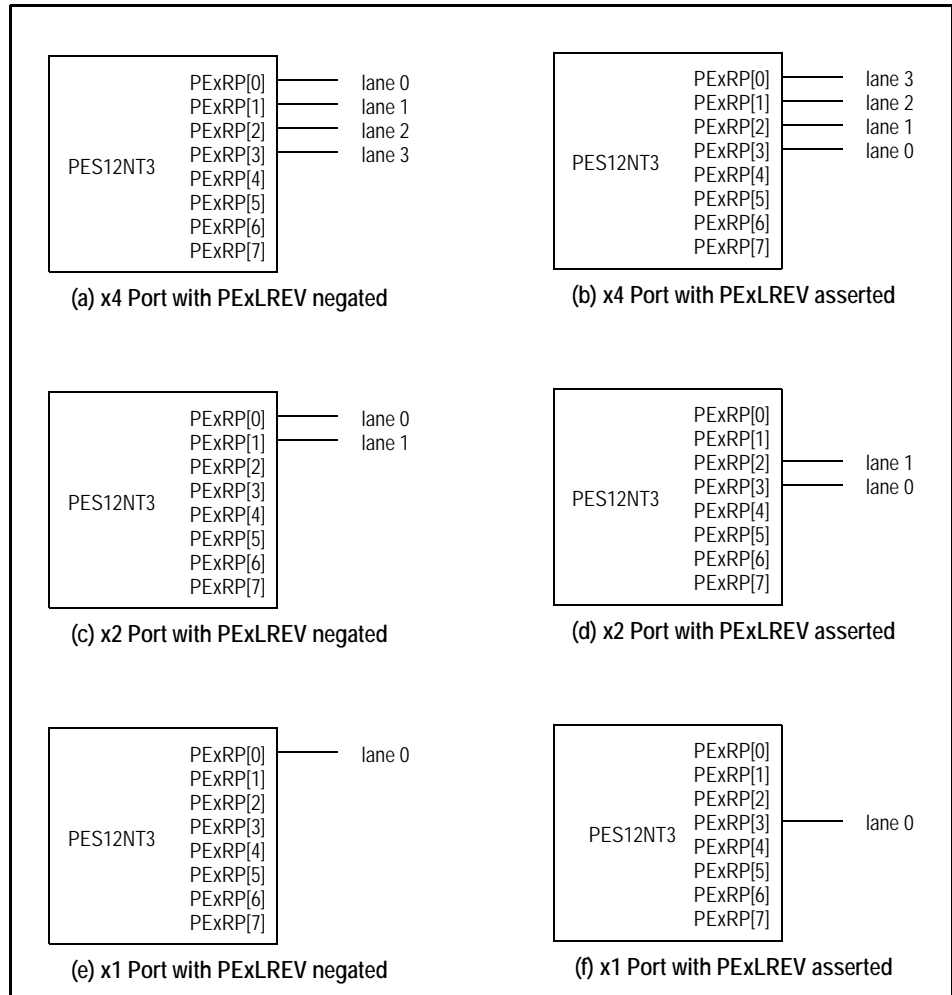 PExRP[0] lane 0
PExRP[1] lane 1
PExRP[2] lane 2
PExRP[3] lane 3
PES12NT3
PExRP[4]
PExRP[5]
PExRP[6]
PExRP[7]
(a) x4 Port with PExLREV negated
PExRP[0] lane 3
PExRP[1] lane 2
PExRP[2] lane 1
PExRP[3] lane 0
PES12NT3
PExRP[4]
PExRP[5]
PExRP[6]
PExRP[7]
(b) x4 Port with PExLREV asserted
PExRP[0] lane 0
PExRP[1] lane 1
PExRP[2]
PExRP[3]
PES12NT3
PExRP[4]
PExRP[5]
PExRP[6]
PExRP[7]
(c) x2 Port with PExLREV negated
PExRP[0]
PExRP[1]
PExRP[2] lane 1
PExRP[3] lane 0
PES12NT3
PExRP[4]
PExRP[5]
PExRP[6]
PExRP[7]
(d) x2 Port with PExLREV asserted
PExRP[0] lane 0
PExRP[1]
PExRP[2]
PExRP[3]
PES12NT3
PExRP[4]
PExRP[5]
PExRP[6]
PExRP[7]
(e) x1 Port with PExLREV negated
PExRP[0]
PExRP[1]
PExRP[2]
PExRP[3] lane 0
PES12NT3
PExRP[4]
PExRP[5]
PExRP[6]
PExRP[7]
(f) x1 Port with PExLREV asserted